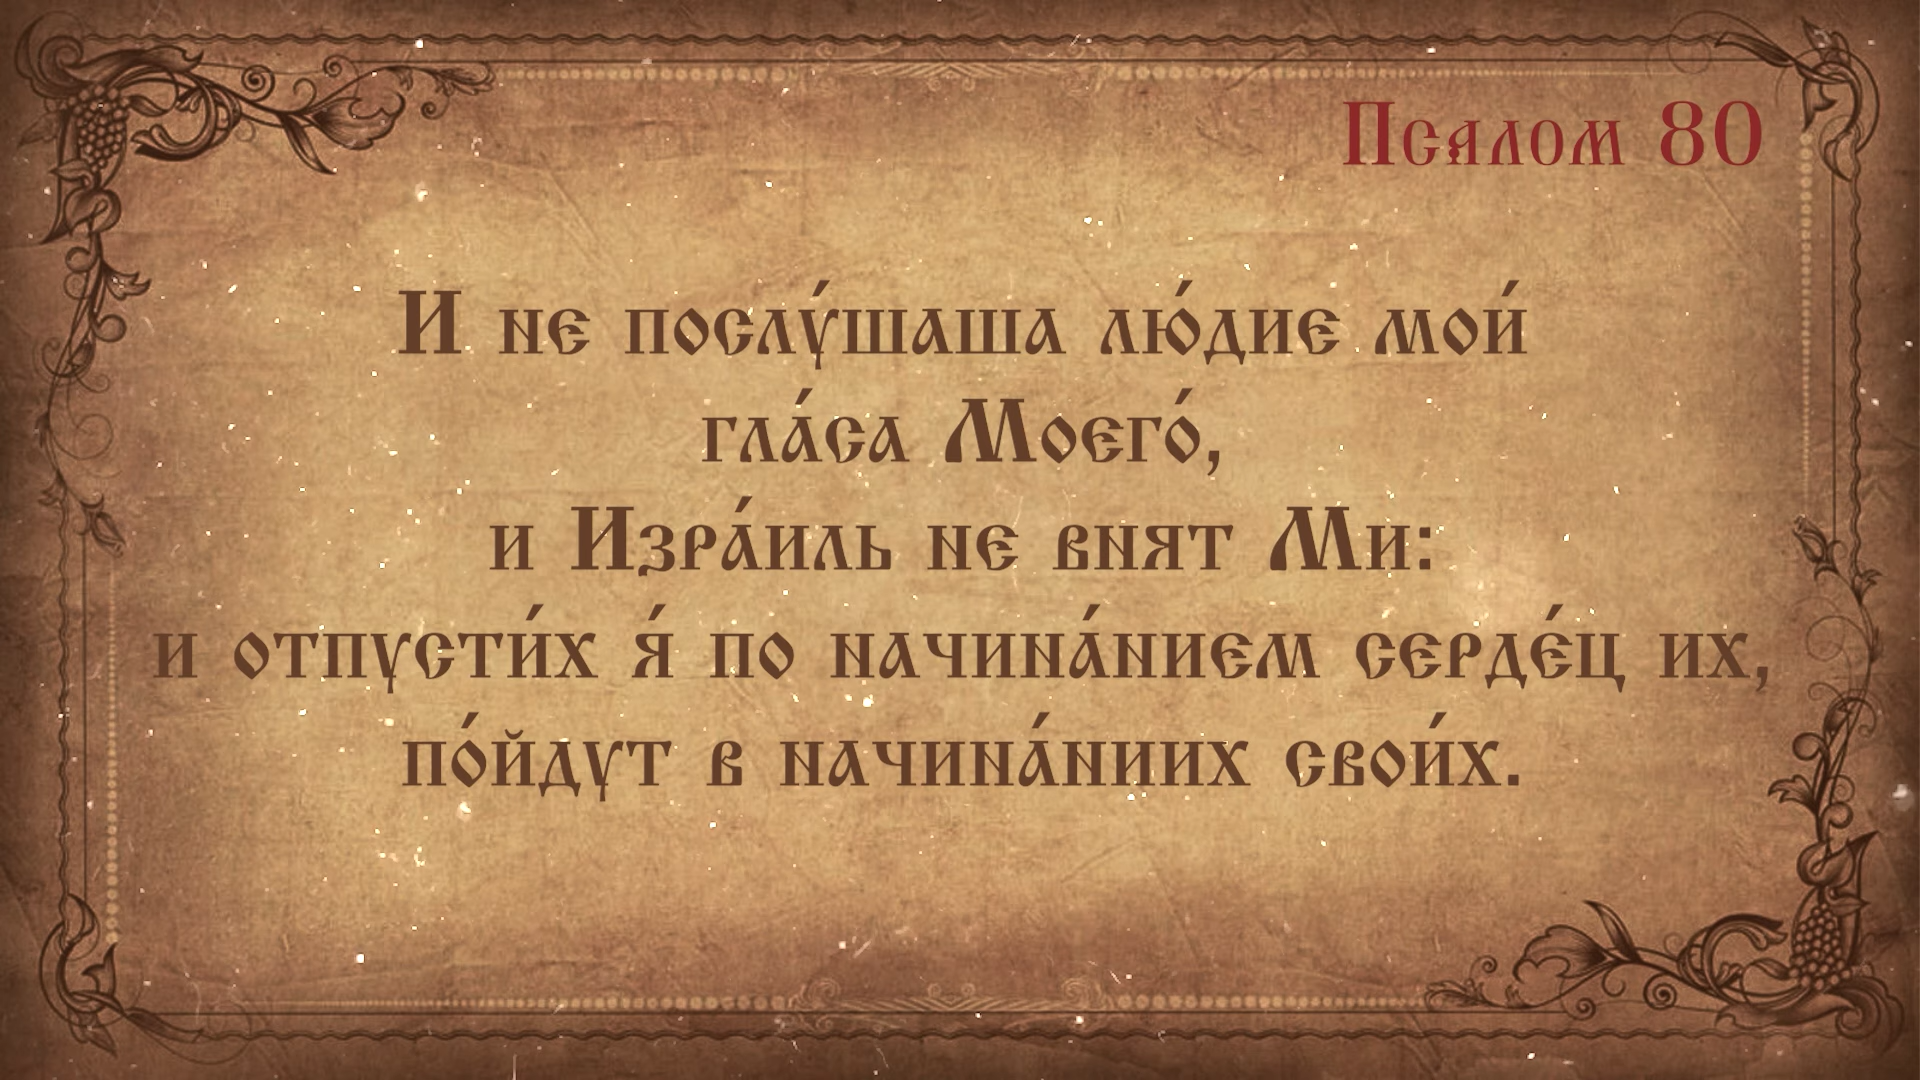 Псалом 80
И не послу́шаша лю́дие мои́
гла́са Моего́,
и Изра́иль не внят Ми:
и отпусти́х я́ по начина́нием серде́ц их,
по́йдут в начина́ниих свои́х.